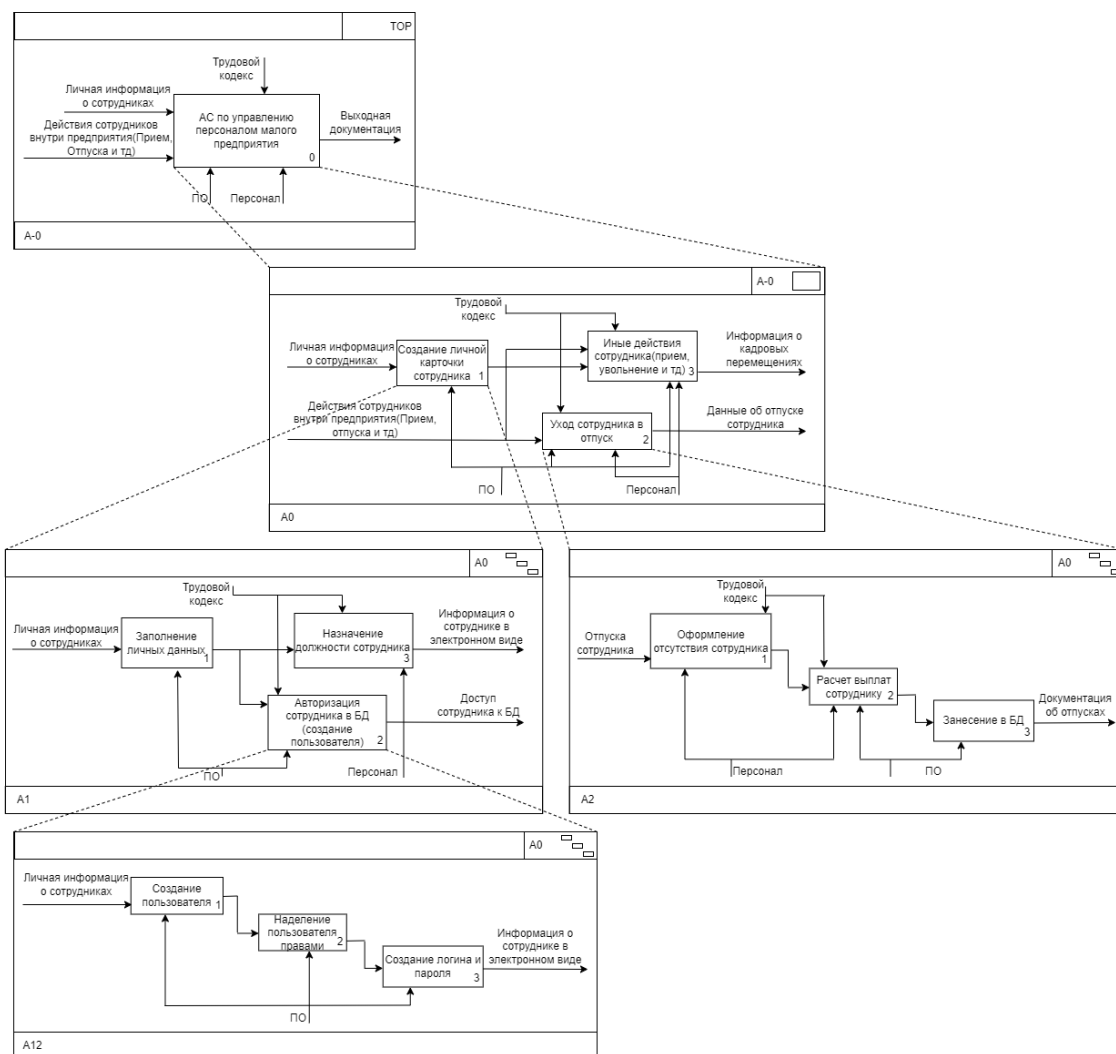 TOP
Трудовой
кодекс
Личная информация
о сотрудниках
Действия сотрудников
внутри предприятия(Прием,
Отпуска и тд)
АС по управлению
персоналом малого
предприятия
0
Выходная
документация
ПО
Персонал
A-0
A-0
Трудовой
кодекс
Личная информация
о сотрудниках
Создание личной
карточки
сотрудника
1
Иные действия
сотрудника(прием,
увольнение и тд)
3
Информация о
кадровых
перемещениях
Действия сотрудников
внутри предприятия(Прием,
отпуска и тд)
Уход сотрудника в
отпуск
2
Данные об отпуске
сотрудника
ПО
Персонал
A0
A0
Трудовой
кодекс
Личная информация
о сотрудниках
Заполнение
личных данных
1
Назначение
должности сотрудника
3
Информация о
сотруднике в
электронном виде
Авторизация
сотрудника в БД
(создание
пользователя)
2
Доступ
сотрудника к БД
ПО
Персонал
A1
A0
Трудовой
кодекс
Отпуска
сотрудника
Оформление
отсутствия сотрудника
1
Расчет выплат
сотруднику
2
Занесение в БД
3
Документация
об отпусках
Персонал
ПО
A2
A0
Личная информация
о сотрудниках
Создание
пользователя
1
Наделение
пользователя
правами
2
Создание логина и
пароля
3
Информация о
сотруднике в
электронном виде
ПО
A12